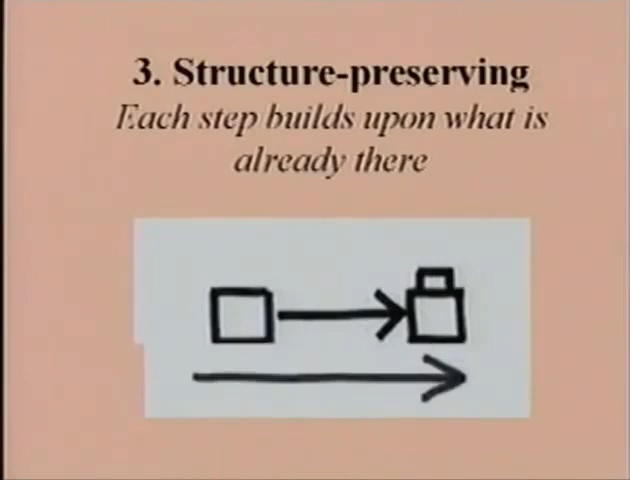 3. Structure-preserving
Each step builds upon what is
already there